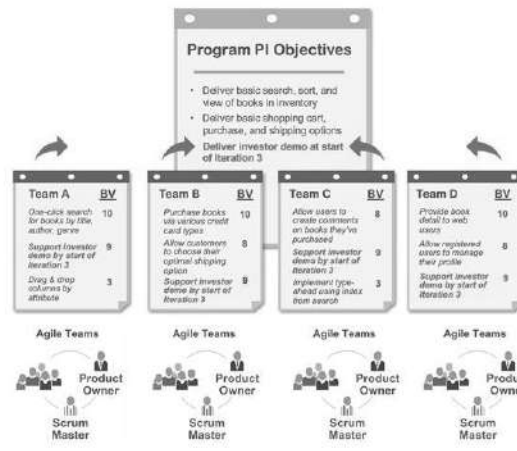 Program PI Objectives
• Deliver basic search, sort, and
view of books in inventory
• Deliver basic shopping cart,
purchase, and shipping options
Deliver investor demo at start
of Iteration 3
Team A BV
One-click search 10
for books by title,
author, genre
Support Investor 9
demo by start of
Iteration 3
Drag & drop 3
columns by
attribute
Team B BV
Purchase books 10
via various credit
card types
Allow customers 8
to choose their
optimal shipping
option
Support investor 9
demo by start of
Iteration 3
Team C BV
Allow users to 8
create comments
on books they've
purchased
Support investor 9
demo by start of
Iteration 3
Implement type- 3
ahead using index
from search
Team D BV
Provide book 10
detail to web
users
Allow registered 8
users to manage
their profile
Support investor 9
demo by start of
Iteration 3
Agile Teams
Product
Owner
Scrum
Master
Agile Teams
Product
Owner
Scrum
Master
Agile Teams
Product
Owner
Scrum
Master
Agile Teams
Produ
Owner
Scrum
Master